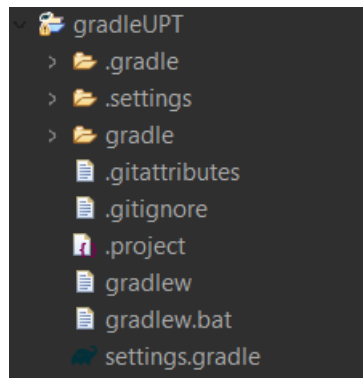 gradleUPT
.gradle
.settings
gradle
.gitattributes
.gitignore
.project
gradlew
gradlew.bat
settings.gradle